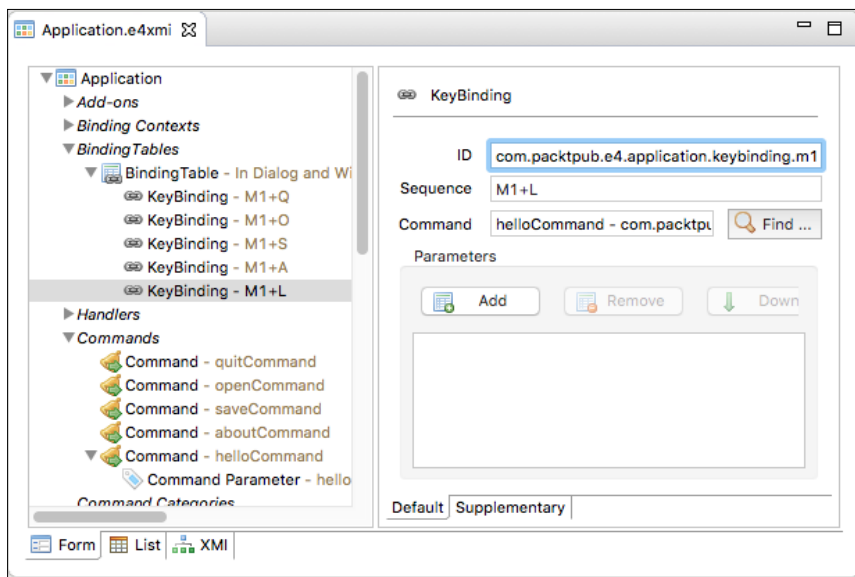 Application.e4xmi
Application
Add-ons
Binding Contexts
BindingTables
BindingTable - In Dialog and Wi
KeyBinding - M1+Q
KeyBinding - M1+O
KeyBinding - M1+S
KeyBinding - M1+A
KeyBinding - M1+L
Handlers
Commands
Command - quitCommand
Command - openCommand
Command - saveCommand
Command - aboutCommand
Command - helloCommand
Command Parameter - hello
Command Categories
KeyBinding
ID com.packtpub.e4.application.keybinding.m1
Sequence M1+L
Command helloCommand - com.packtpu Find ...
Parameters
Add Remove Down
Default Supplementary
Form List XMI